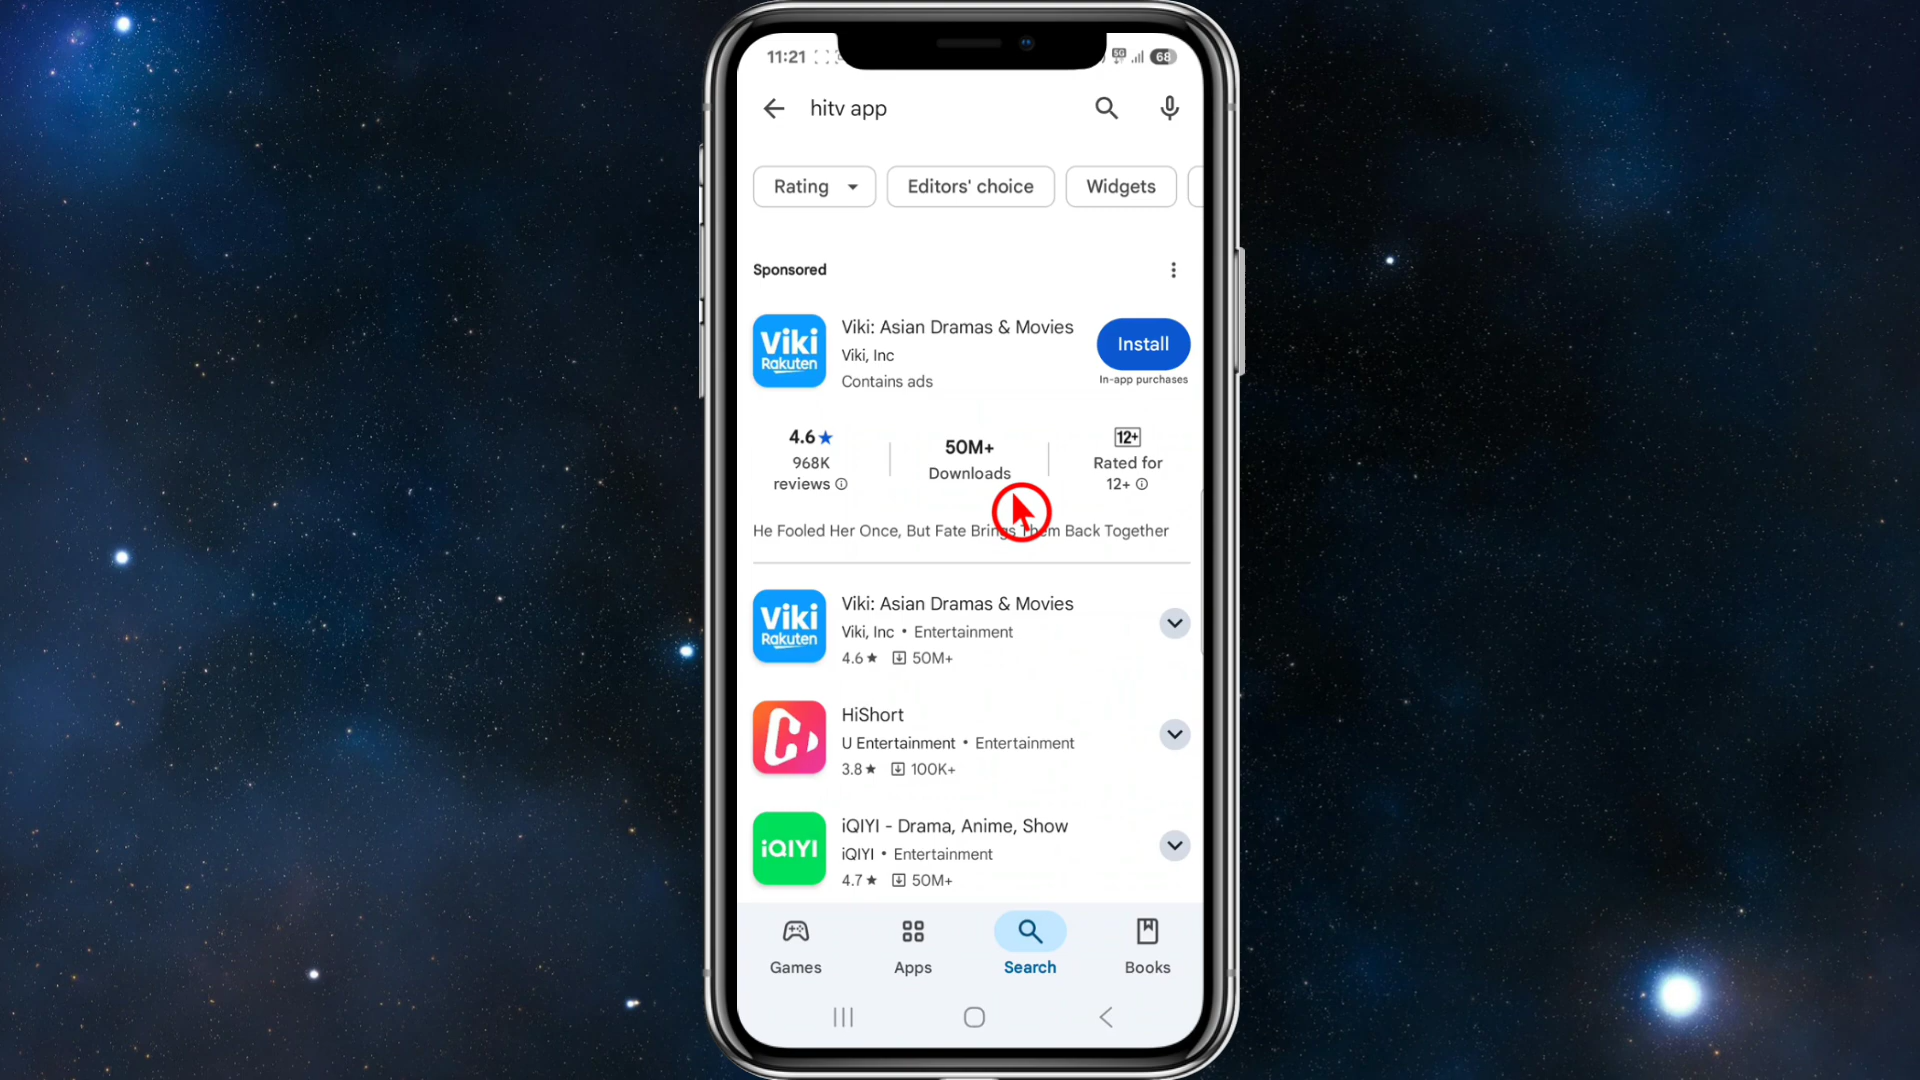 11:21
5G
68
hitv app
Rating
Editors' choice
Widgets
Sponsored
Viki
Rakuten
Viki: Asian Dramas & Movies
Viki, Inc
Contains ads
Install
In-app purchases
4.6★
968K
reviews
50M+
Downloads
12+
Rated for
12+
He Fooled Her Once, But Fate Brings Them Back Together
Viki
Rakuten
Viki: Asian Dramas & Movies
Viki, Inc • Entertainment
4.6★ 50M+
HiShort
U Entertainment • Entertainment
3.8★ 100K+
iQIYI
iQIYI - Drama, Anime, Show
iQIYI • Entertainment
4.7★ 50M+
Games
Apps
Search
Books